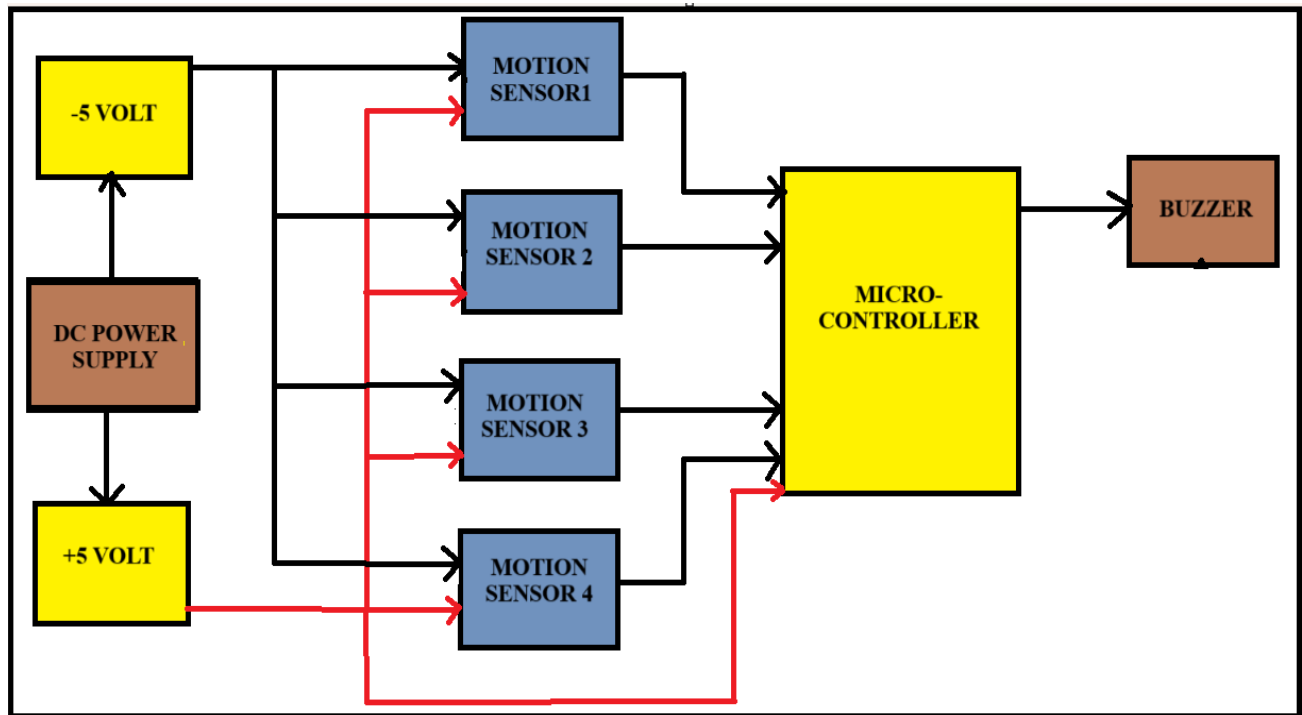 -5 VOLT
DC POWER
SUPPLY
+5 VOLT
MOTION
SENSOR1
MOTION
SENSOR 2
MOTION
SENSOR 3
MOTION
SENSOR 4
MICRO-
CONTROLLER
BUZZER